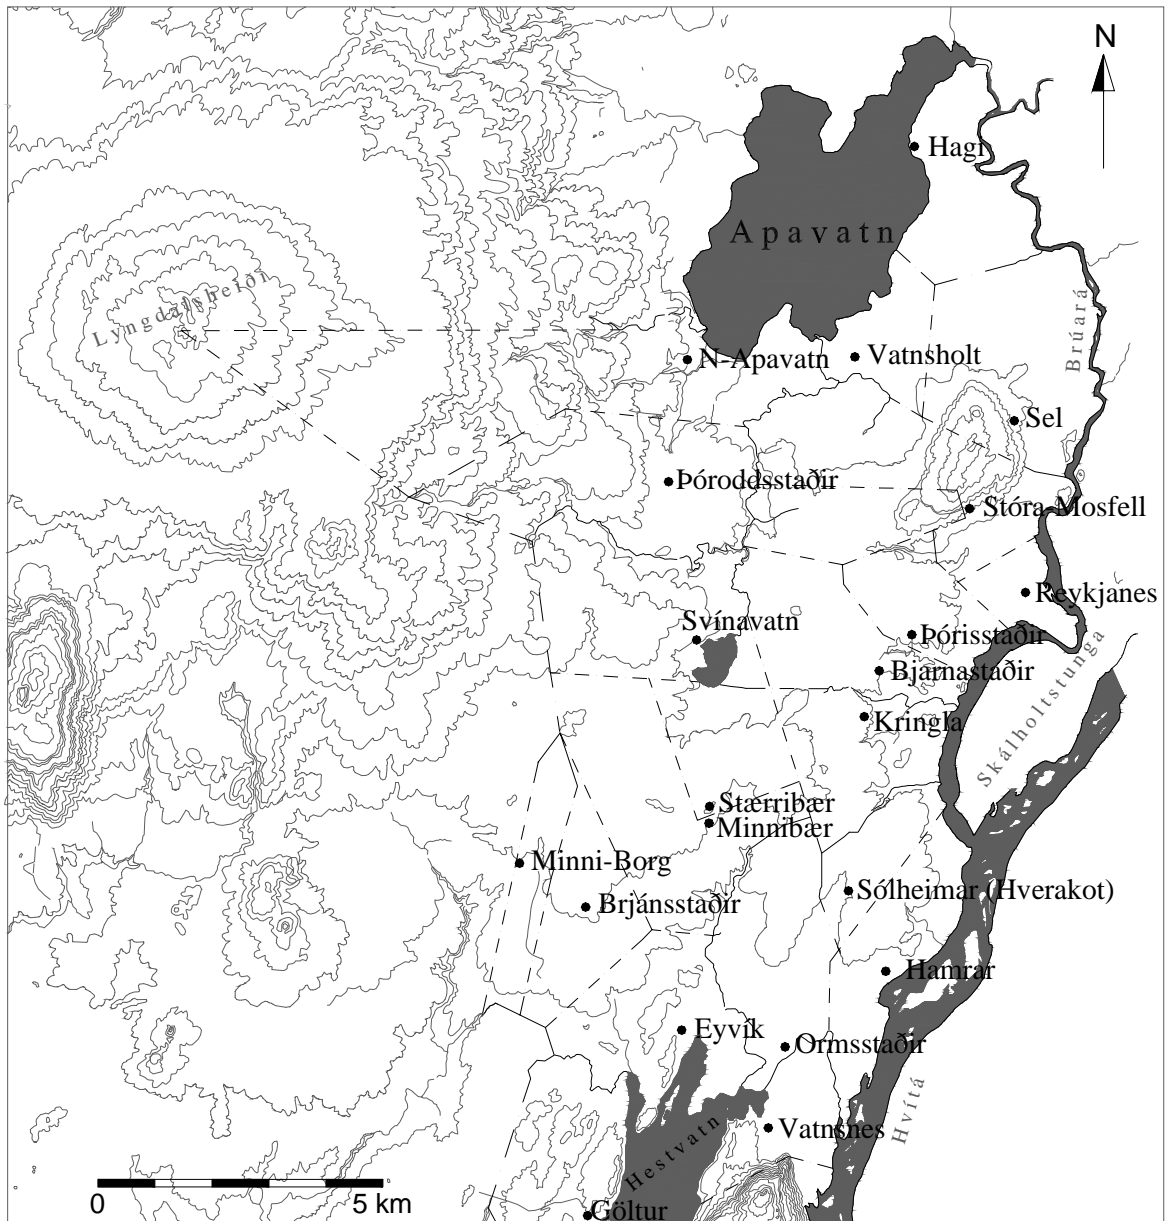 N
Hagi
Apavatn
Lyngdalsheiði
Brúará
N-Apavatn
Vatnsholt
Sel
Þóroddsstaðir
Stóra-Mosfell
Reykjanes
Svínavatn
Þórisstaðir
Bjarnastaðir
Skálholtstunga
Kringla
Stærribær
Minnibær
Minni-Borg
Sólheimar (Hverakot)
Brjánsstaðir
Hamrar
Eyvík
Ormsstaðir
Hvítá
Vatnsnes
Hestvatn
0 5 km
Göltur